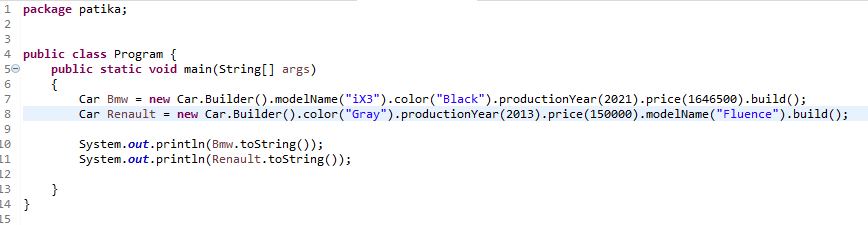 1 package patika;
2
3
4 public class Program {
5 public static void main(String[] args)
6 {
7 Car Bmw = new Car.Builder().modelName("iX3").color("Black").productionYear(2021).price(1646500).build();
8 Car Renault = new Car.Builder().color("Gray").productionYear(2013).price(150000).modelName("Fluence").build();
9
10 System.out.println(Bmw.toString());
11 System.out.println(Renault.toString());
12
13 }
14 }
15